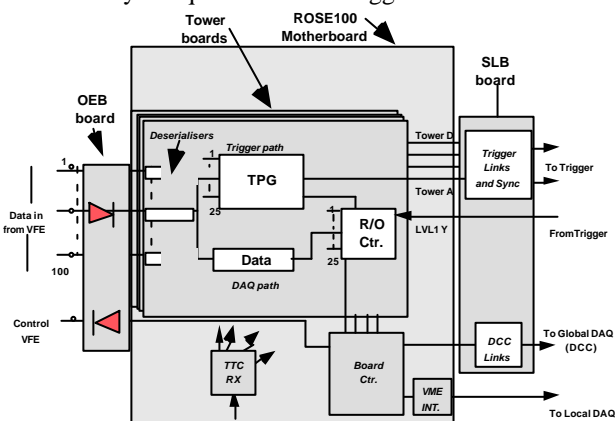 Tower
boards
ROSE100
Motherboard
SLB
board
OEB
board
Deserialisers
Trigger path
1
TPG
25
Tower D
Tower A
Trigger
Links
and Sync
To Trigger
1
Data in
from VFE
100
1
R/O
Ctr.
25
LVL1 Y
FromTrigger
Data
DAQ path
Control
VFE
TTC
RX
Board
Ctr.
VME
INT.
DCC
Links
To Global DAQ
(DCC)
To Local DAQ